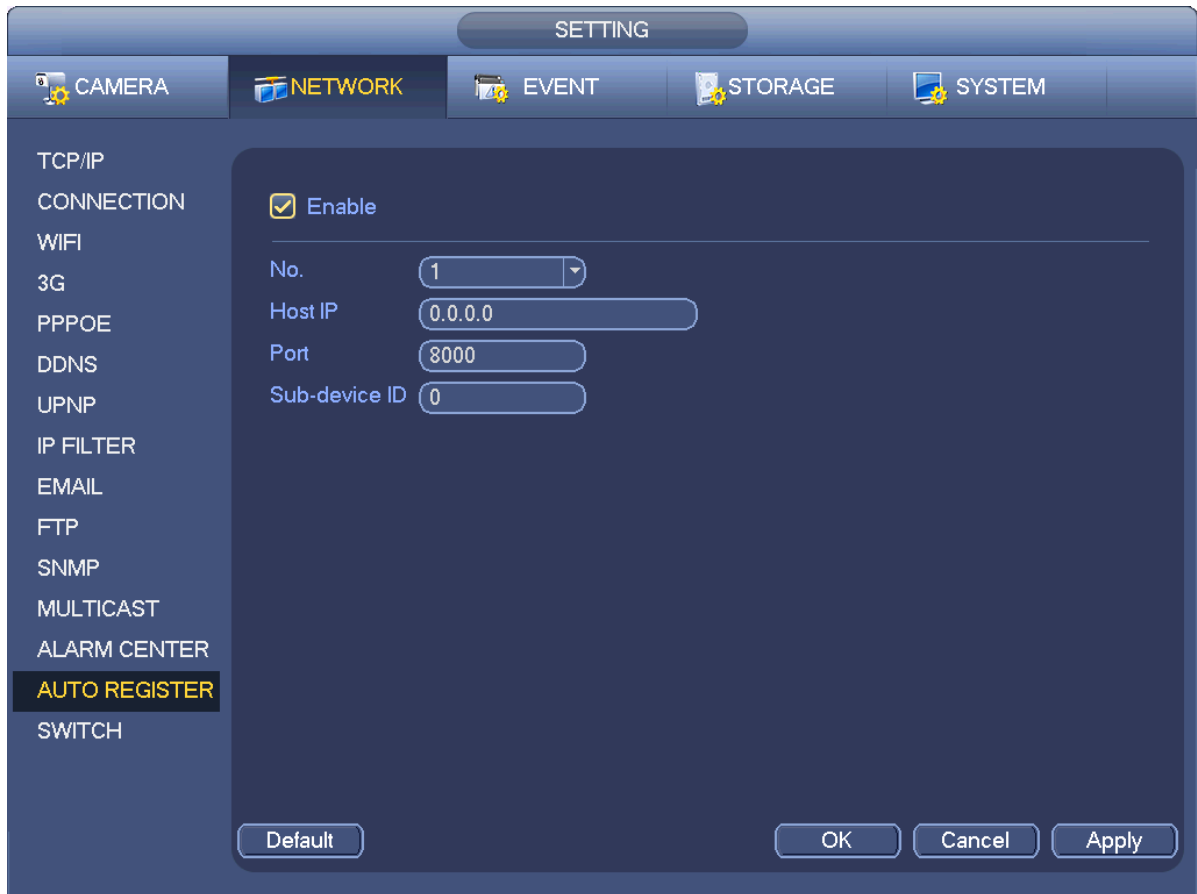 SETTING
CAMERA NETWORK EVENT STORAGE SYSTEM
TCP/IP
CONNECTION
WIFI
3G
PPPOE
DDNS
UPNP
IP FILTER
EMAIL
FTP
SNMP
MULTICAST
ALARM CENTER
AUTO REGISTER
SWITCH
Enable
No. 1
Host IP 0.0.0.0
Port 8000
Sub-device ID 0
Default OK Cancel Apply